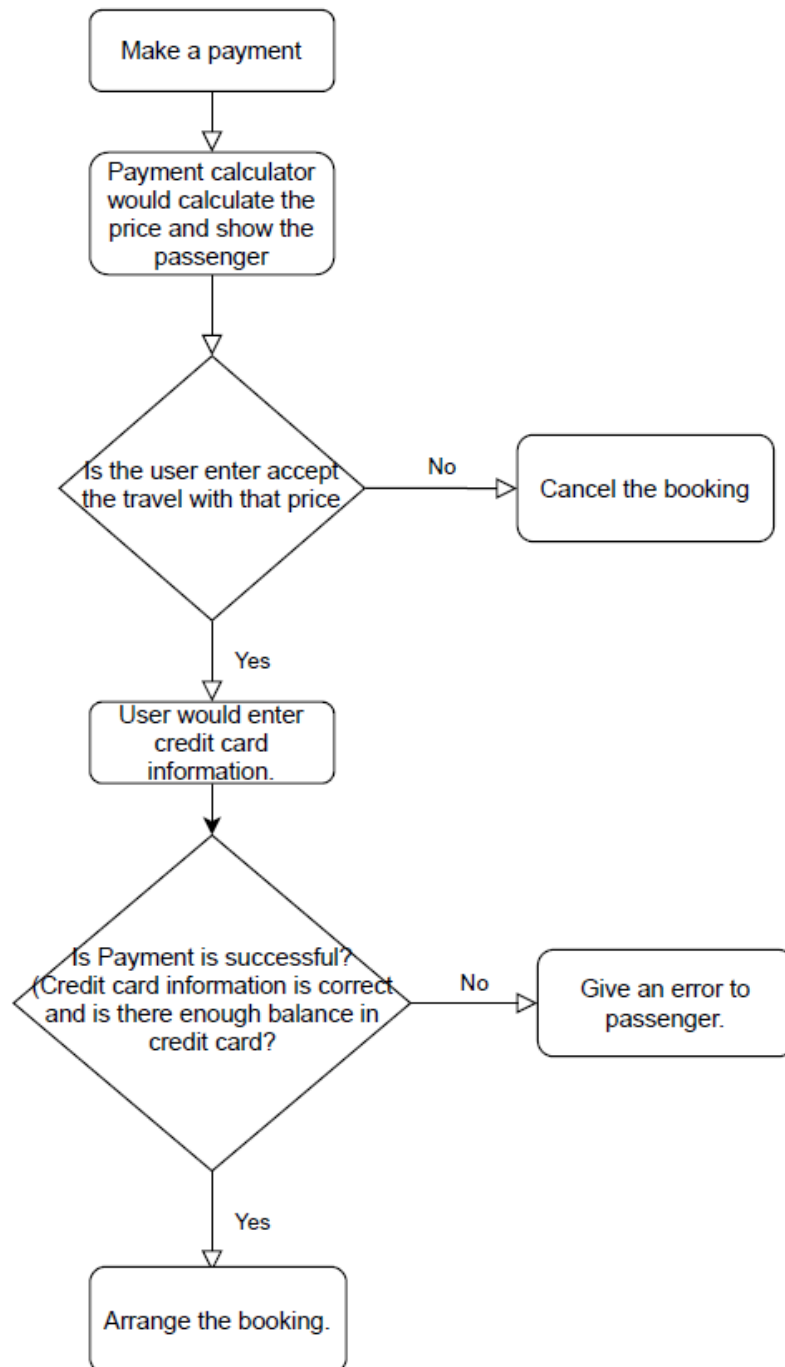 Make a payment
Payment calculator
would calculate the
price and show the
passenger
Is the user enter accept
the travel with that price
No
Cancel the booking
Yes
User would enter
credit card
information.
Is Payment is successful?
(Credit card information is correct
and is there enough balance in
credit card?
No
Give an error to
passenger.
Yes
Arrange the booking.